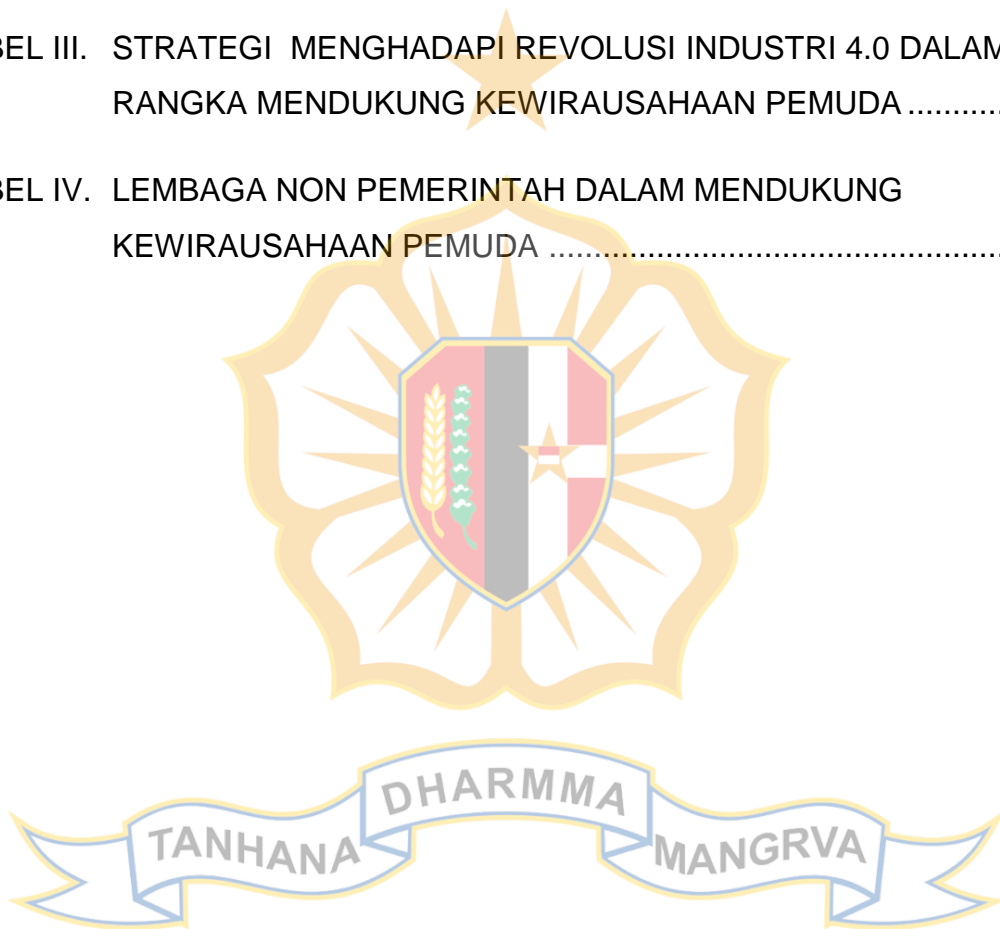 BEL III. STRATEGI MENGHADAPI REVOLUSI INDUSTRI 4.0 DALAM
RANGKA MENDUKUNG KEWIRAUSAHAAN PEMUDA ...........
BEL IV. LEMBAGA NON PEMERINTAH DALAM MENDUKUNG
KEWIRAUSAHAAN PEMUDA ..................................................
TANHANA DHARMMA MANGRVA